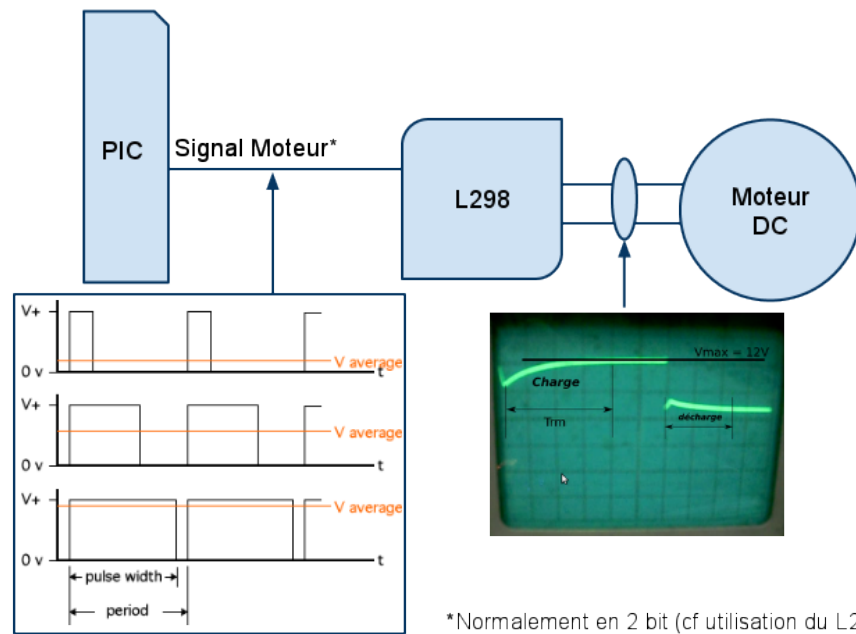 PIC
Signal Moteur*
L298
Moteur
DC
V+
V average
0 v
t
V+
V average
0 v
t
V+
V average
0 v
t
pulse width
period
Vmax = 12V
Charge
Trm
décharge
*Normalement en 2 bit (cf utilisation du L2